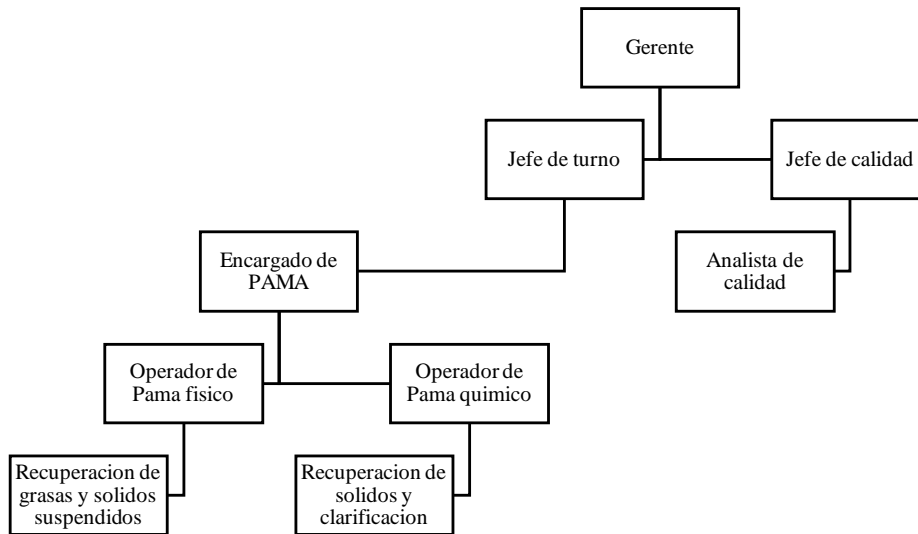 Gerente
Jefe de turno
Jefe de calidad
Encargado de
PAMA
Analista de
calidad
Operador de
Pama fisico
Operador de
Pama quimico
Recuperacion de
grasas y solidos
suspendidos
Recuperacion de
solidos y
clarificacion